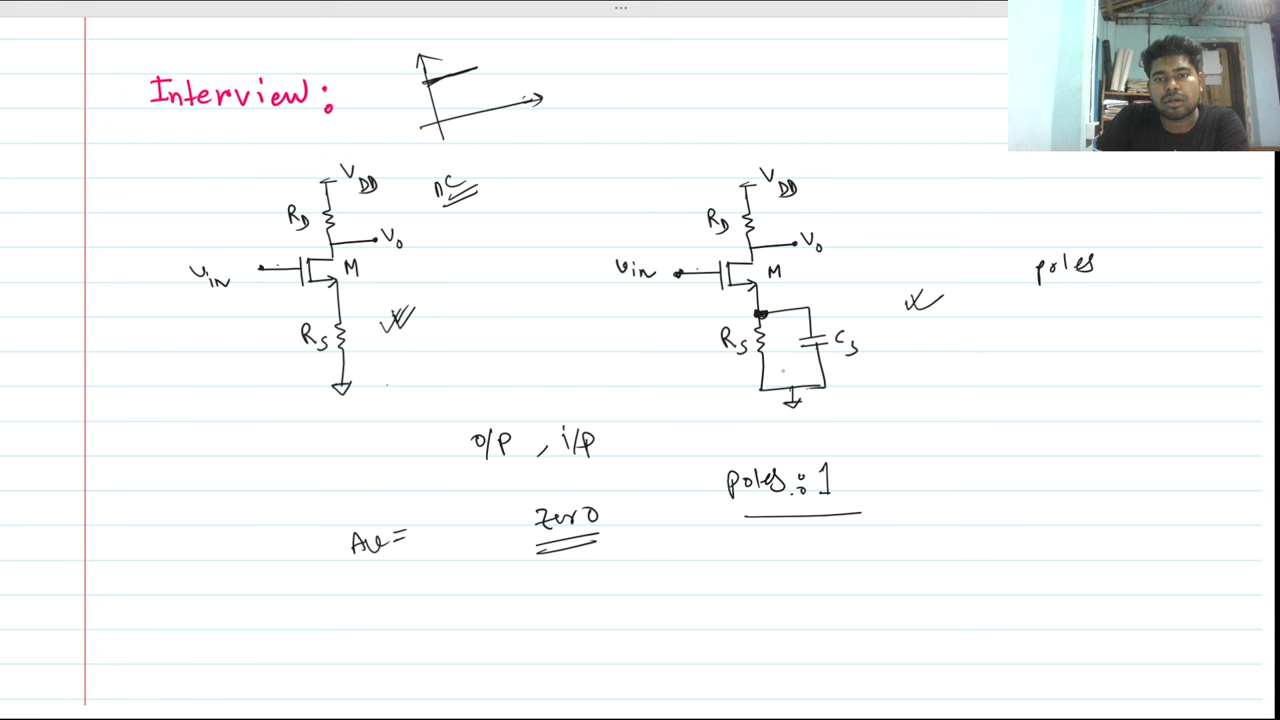 Interview:
VDD
RD
Vo
Vin
M
RS
DC
VDD
RD
Vo
Vin
M
RS
CS
poles
o/p , i/p
poles : 1
Zero
Av =